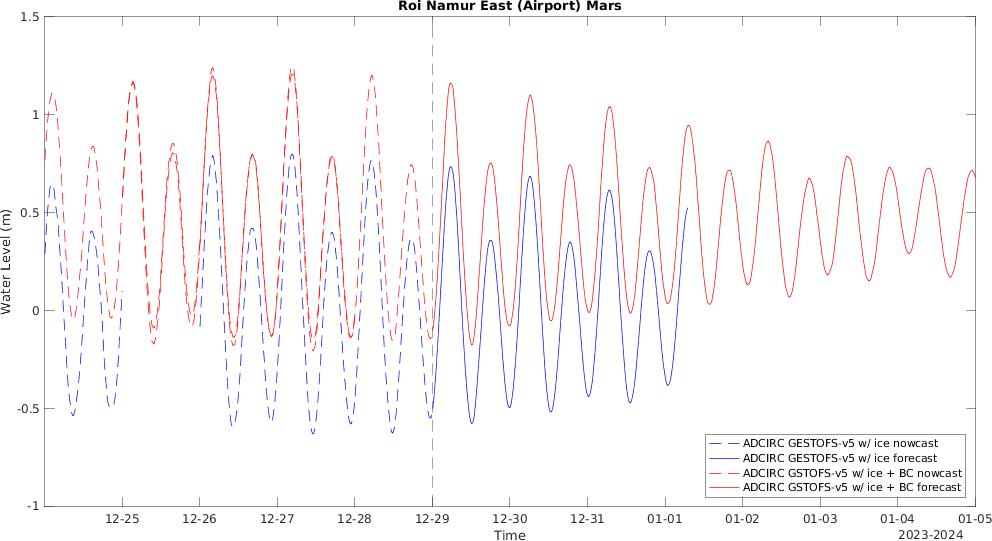 Roi Namur East (Airport) Mars
1.5
1
0.5
0
-0.5
-1
Water Level (m)
ADCIRC GESTOFS-v5 w/ ice nowcast
ADCIRC GESTOFS-v5 w/ ice forecast
ADCIRC GSTOFS-v5 w/ ice + BC nowcast
ADCIRC GSTOFS-v5 w/ ice + BC forecast
12-25 12-26 12-27 12-28 12-29 12-30 12-31 01-01 01-02 01-03 01-04 01-05
Time
2023-2024